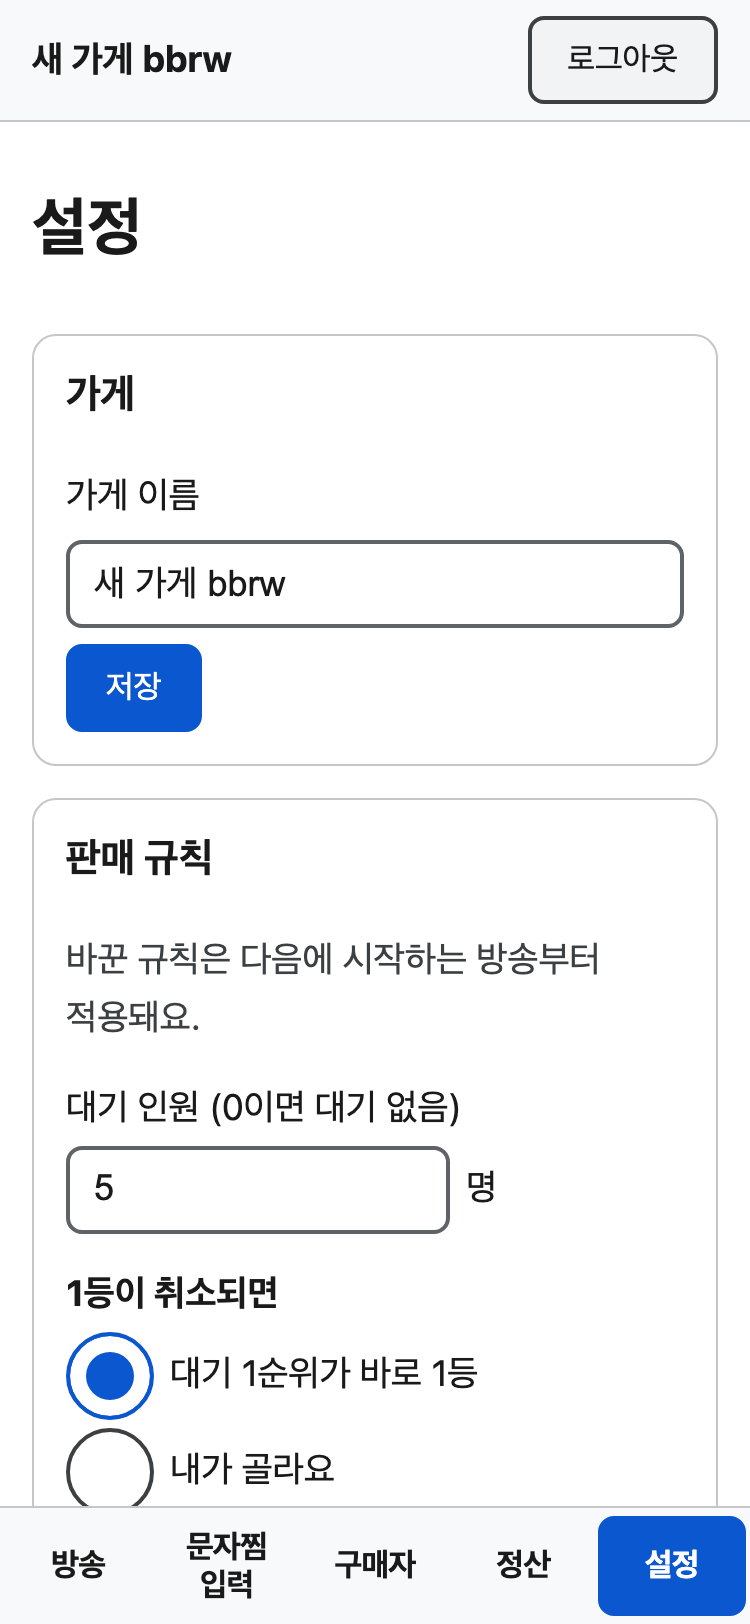 새 가게 bbrw
로그아웃
설정
가게
가게 이름
새 가게 bbrw
저장
판매 규칙
바꾼 규칙은 다음에 시작하는 방송부터
적용돼요.
대기 인원 (0이면 대기 없음)
5 명
1등이 취소되면
대기 1순위가 바로 1등
내가 골라요
방송
문자찜
입력
구매자
정산
설정